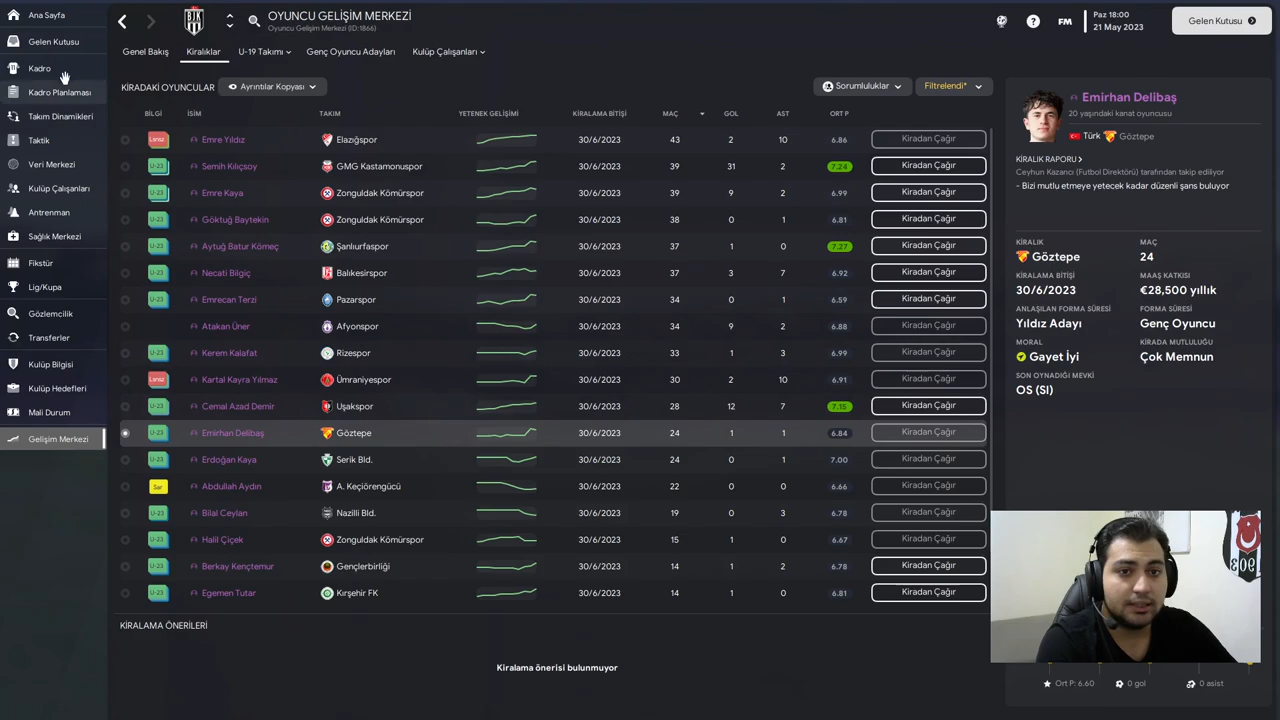 Ana Sayfa
Gelen Kutusu
Kadro
Kadro Planlaması
Takım Dinamikleri
Taktik
Veri Merkezi
Kulüp Çalışanları
Antrenman
Sağlık Merkezi
Fikstür
Lig/Kupa
Gözlemcilik
Transferler
Kulüp Bilgisi
Kulüp Hedefleri
Mali Durum
Gelişim Merkezi
BJK
OYUNCU GELİŞİM MERKEZİ
Oyuncu Gelişim Merkezi (ID:1866)
? FM
Paz 18:00
21 May 2023
Gelen Kutusu
Genel Bakış Kiralıklar U-19 Takımı Genç Oyuncu Adayları Kulüp Çalışmaları
KİRADAKİ OYUNCULAR Ayrıntılar Kopyası Sorumluluklar Filtrelendi*
BİLGİ İSİM TAKIM YETENEK GELİŞİMİ KİRALAMA BİTİŞİ MAÇ GOL AST ORT P
Emre Yıldız Elazığspor 30/6/2023 43 2 10 6.86 Kiradan Çağır
U-23 Semih Kılıçsoy GMG Kastamonuspor 30/6/2023 39 31 2 7.24 Kiradan Çağır
U-23 Emre Kaya Zonguldak Kömürspor 30/6/2023 39 9 2 6.99 Kiradan Çağır
U-23 Göktuğ Baytekin Zonguldak Kömürspor 30/6/2023 38 0 1 6.81 Kiradan Çağır
U-23 Aytuğ Batur Kömeç Şanlıurfaspor 30/6/2023 37 1 0 7.27 Kiradan Çağır
U-23 Necati Bilgiç Balıkesirspor 30/6/2023 37 3 7 6.92 Kiradan Çağır
U-23 Emrecan Terzi Pazarspor 30/6/2023 34 0 1 6.59 Kiradan Çağır
Atakan Üner Afyonspor 30/6/2023 34 9 2 6.88 Kiradan Çağır
U-23 Kerem Kalafat Rizespor 30/6/2023 33 1 3 6.99 Kiradan Çağır
Kartal Kayra Yılmaz Ümraniyespor 30/6/2023 30 2 10 6.91 Kiradan Çağır
U-23 Cemal Azad Demir Uşakspor 30/6/2023 28 12 7 7.15 Kiradan Çağır
U-23 Emirhan Delibaş Göztepe 30/6/2023 24 1 1 6.84 Kiradan Çağır
U-23 Erdoğan Kaya Serik Bld. 30/6/2023 24 0 1 7.00 Kiradan Çağır
Sar Abdullah Aydın A. Keçiörengücü 30/6/2023 22 0 0 6.66 Kiradan Çağır
U-23 Bilal Ceylan Nazilli Bld. 30/6/2023 19 0 3 6.78 Kiradan Çağır
U-23 Halil Çiçek Zonguldak Kömürspor 30/6/2023 15 1 0 6.67 Kiradan Çağır
U-23 Berkay Kençtemur Gençlerbirliği 30/6/2023 14 1 2 6.78 Kiradan Çağır
U-23 Egemen Tutar Kırşehir FK 30/6/2023 14 1 0 6.81 Kiradan Çağır
KİRALAMA ÖNERİLERİ
Kiralama önerisi bulunmuyor
Emirhan Delibaş
20 yaşındaki kanat oyuncusu
Türk Göztepe
KİRALIK RAPORU
Ceyhun Kazancı (Futbol Direktörü) tarafından takip ediliyor
- Bizi mutlu etmeye yetecek kadar düzenli şans buluyor
KİRALIK MAÇ
Göztepe 24
KİRALAMA BİTİŞİ MAAŞ KATKISI
30/6/2023 €28,500 yıllık
ANLAŞILAN FORMA SÜRESİ FORMA SÜRESİ
Yıldız Adayı Genç Oyuncu
MORAL KİRADA MUTLULUĞU
Gayet İyi Çok Memnun
SON OYNADIĞI MEVKİ
OS (SI)
Ort P: 6.60 0 gol 0 asist